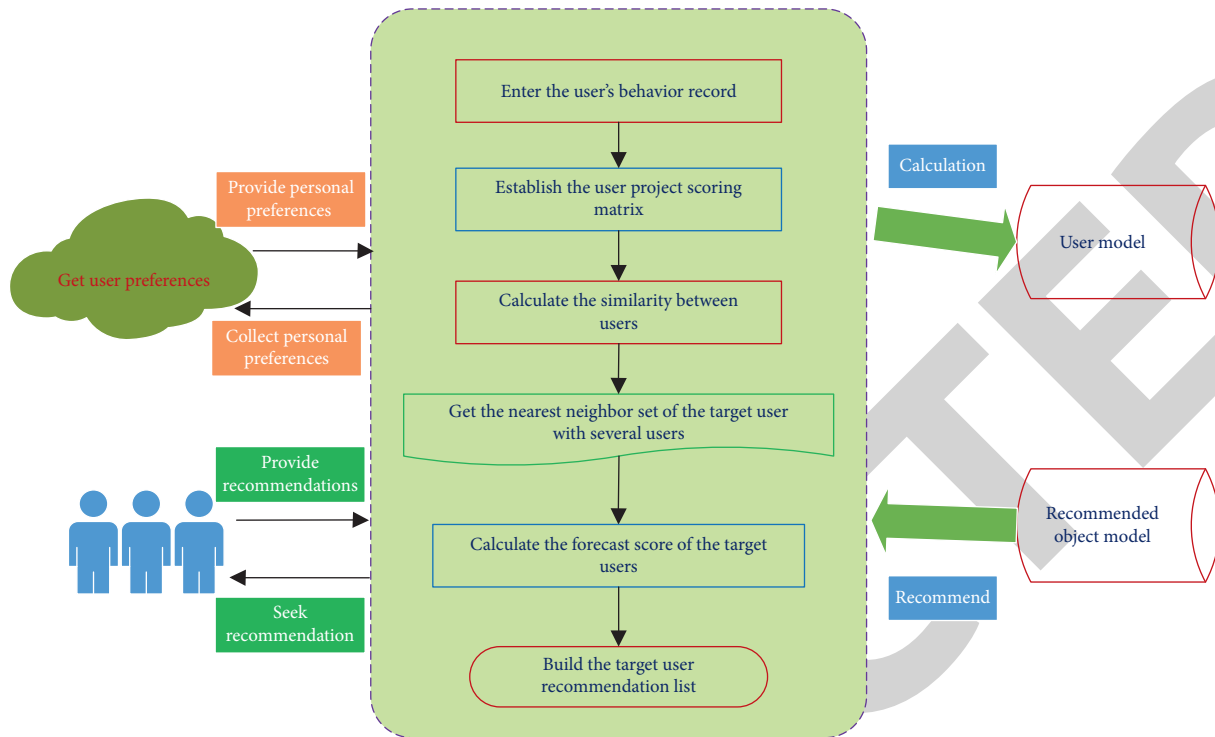 Enter the user's behavior record
Establish the user project scoring
matrix
Calculate the similarity between
users
Get the nearest neighbor set of the target user
with several users
Calculate the forecast score of the target
users
Build the target user
recommendation list
Provide personal
preferences
Get user preferences
Collect personal
preferences
Provide
recommendations
Seek
recommendation
Calculation
User model
Recommended
object model
Recommend